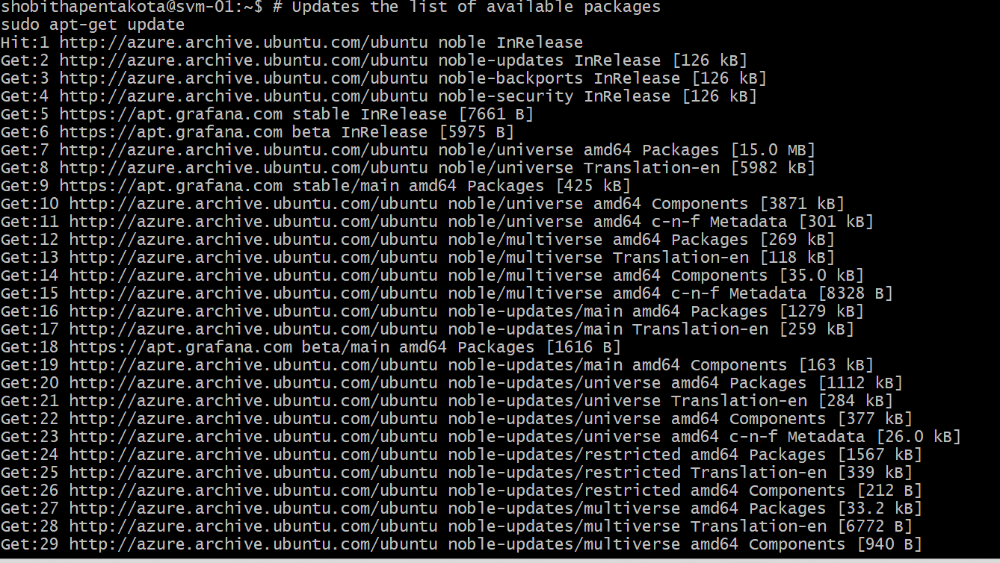 shobithapentakota@svm-01:~$ # Updates the list of available packages
sudo apt-get update
Hit:1 http://azure.archive.ubuntu.com/ubuntu noble InRelease
Get:2 http://azure.archive.ubuntu.com/ubuntu noble-updates InRelease [126 kB]
Get:3 http://azure.archive.ubuntu.com/ubuntu noble-backports InRelease [126 kB]
Get:4 http://azure.archive.ubuntu.com/ubuntu noble-security InRelease [126 kB]
Get:5 https://apt.grafana.com stable InRelease [7661 B]
Get:6 https://apt.grafana.com beta InRelease [5975 B]
Get:7 http://azure.archive.ubuntu.com/ubuntu noble/universe amd64 Packages [15.0 MB]
Get:8 http://azure.archive.ubuntu.com/ubuntu noble/universe Translation-en [5982 kB]
Get:9 https://apt.grafana.com stable/main amd64 Packages [425 kB]
Get:10 http://azure.archive.ubuntu.com/ubuntu noble/universe amd64 Components [3871 kB]
Get:11 http://azure.archive.ubuntu.com/ubuntu noble/universe amd64 c-n-f Metadata [301 kB]
Get:12 http://azure.archive.ubuntu.com/ubuntu noble/multiverse amd64 Packages [269 kB]
Get:13 http://azure.archive.ubuntu.com/ubuntu noble/multiverse Translation-en [118 kB]
Get:14 http://azure.archive.ubuntu.com/ubuntu noble/multiverse amd64 Components [35.0 kB]
Get:15 http://azure.archive.ubuntu.com/ubuntu noble/multiverse amd64 c-n-f Metadata [8328 B]
Get:16 http://azure.archive.ubuntu.com/ubuntu noble-updates/main amd64 Packages [1279 kB]
Get:17 http://azure.archive.ubuntu.com/ubuntu noble-updates/main Translation-en [259 kB]
Get:18 https://apt.grafana.com beta/main amd64 Packages [1616 B]
Get:19 http://azure.archive.ubuntu.com/ubuntu noble-updates/main amd64 Components [163 kB]
Get:20 http://azure.archive.ubuntu.com/ubuntu noble-updates/universe amd64 Packages [1112 kB]
Get:21 http://azure.archive.ubuntu.com/ubuntu noble-updates/universe Translation-en [284 kB]
Get:22 http://azure.archive.ubuntu.com/ubuntu noble-updates/universe amd64 Components [377 kB]
Get:23 http://azure.archive.ubuntu.com/ubuntu noble-updates/universe amd64 c-n-f Metadata [26.0 kB]
Get:24 http://azure.archive.ubuntu.com/ubuntu noble-updates/restricted amd64 Packages [1567 kB]
Get:25 http://azure.archive.ubuntu.com/ubuntu noble-updates/restricted Translation-en [339 kB]
Get:26 http://azure.archive.ubuntu.com/ubuntu noble-updates/restricted amd64 Components [212 B]
Get:27 http://azure.archive.ubuntu.com/ubuntu noble-updates/multiverse amd64 Packages [33.2 kB]
Get:28 http://azure.archive.ubuntu.com/ubuntu noble-updates/multiverse Translation-en [6772 B]
Get:29 http://azure.archive.ubuntu.com/ubuntu noble-updates/multiverse amd64 Components [940 B]